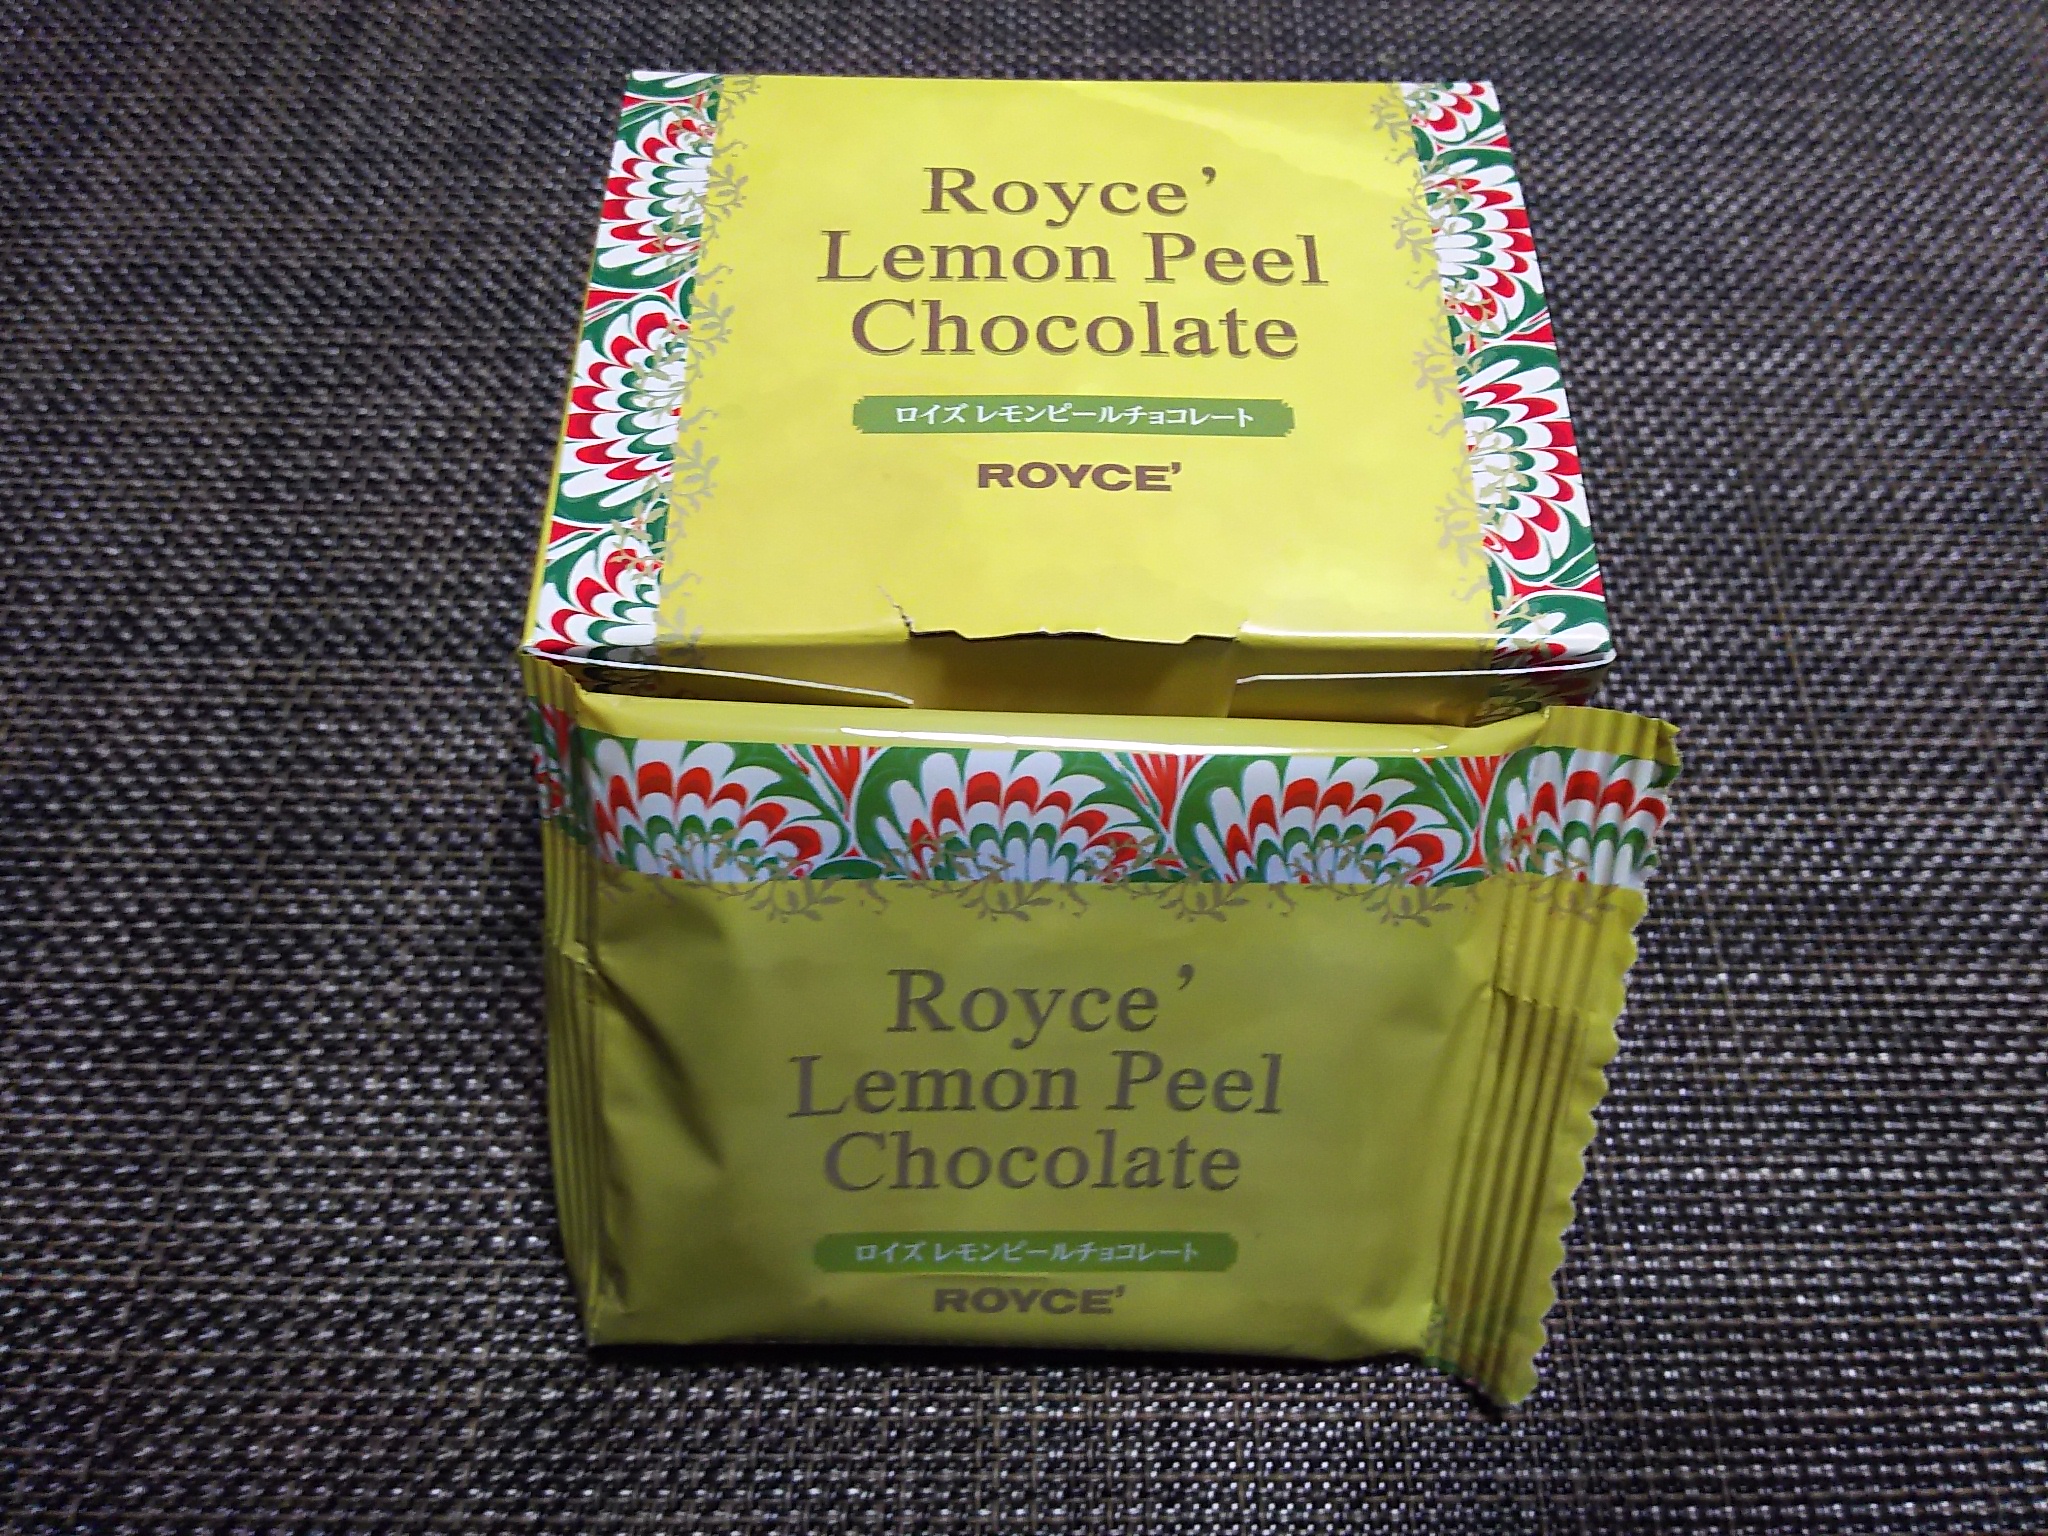 Royce'
Lemon Peel
Chocolate
ロイズ レモンピールチョコレート
ROYCE'
Royce'
Lemon Peel
Chocolate
ロイズ レモンピールチョコレート
ROYCE'